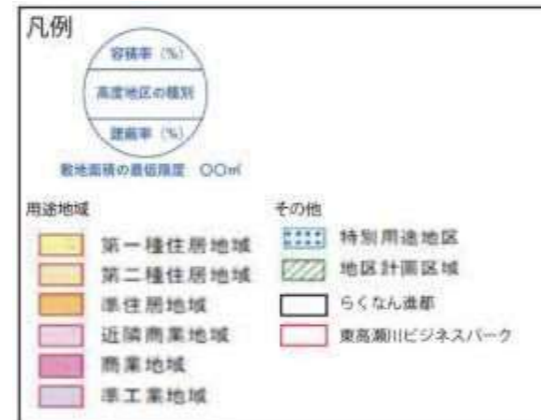 凡例
容積率（%）
高度地区の種別
建蔽率（%）
敷地面積の最低限度 〇〇㎡
用途地域
第一種住居地域
第二種住居地域
準住居地域
近隣商業地域
商業地域
準工業地域
その他
特別用途地区
地区計画区域
らくなん進都
東高瀬川ビジネスパーク